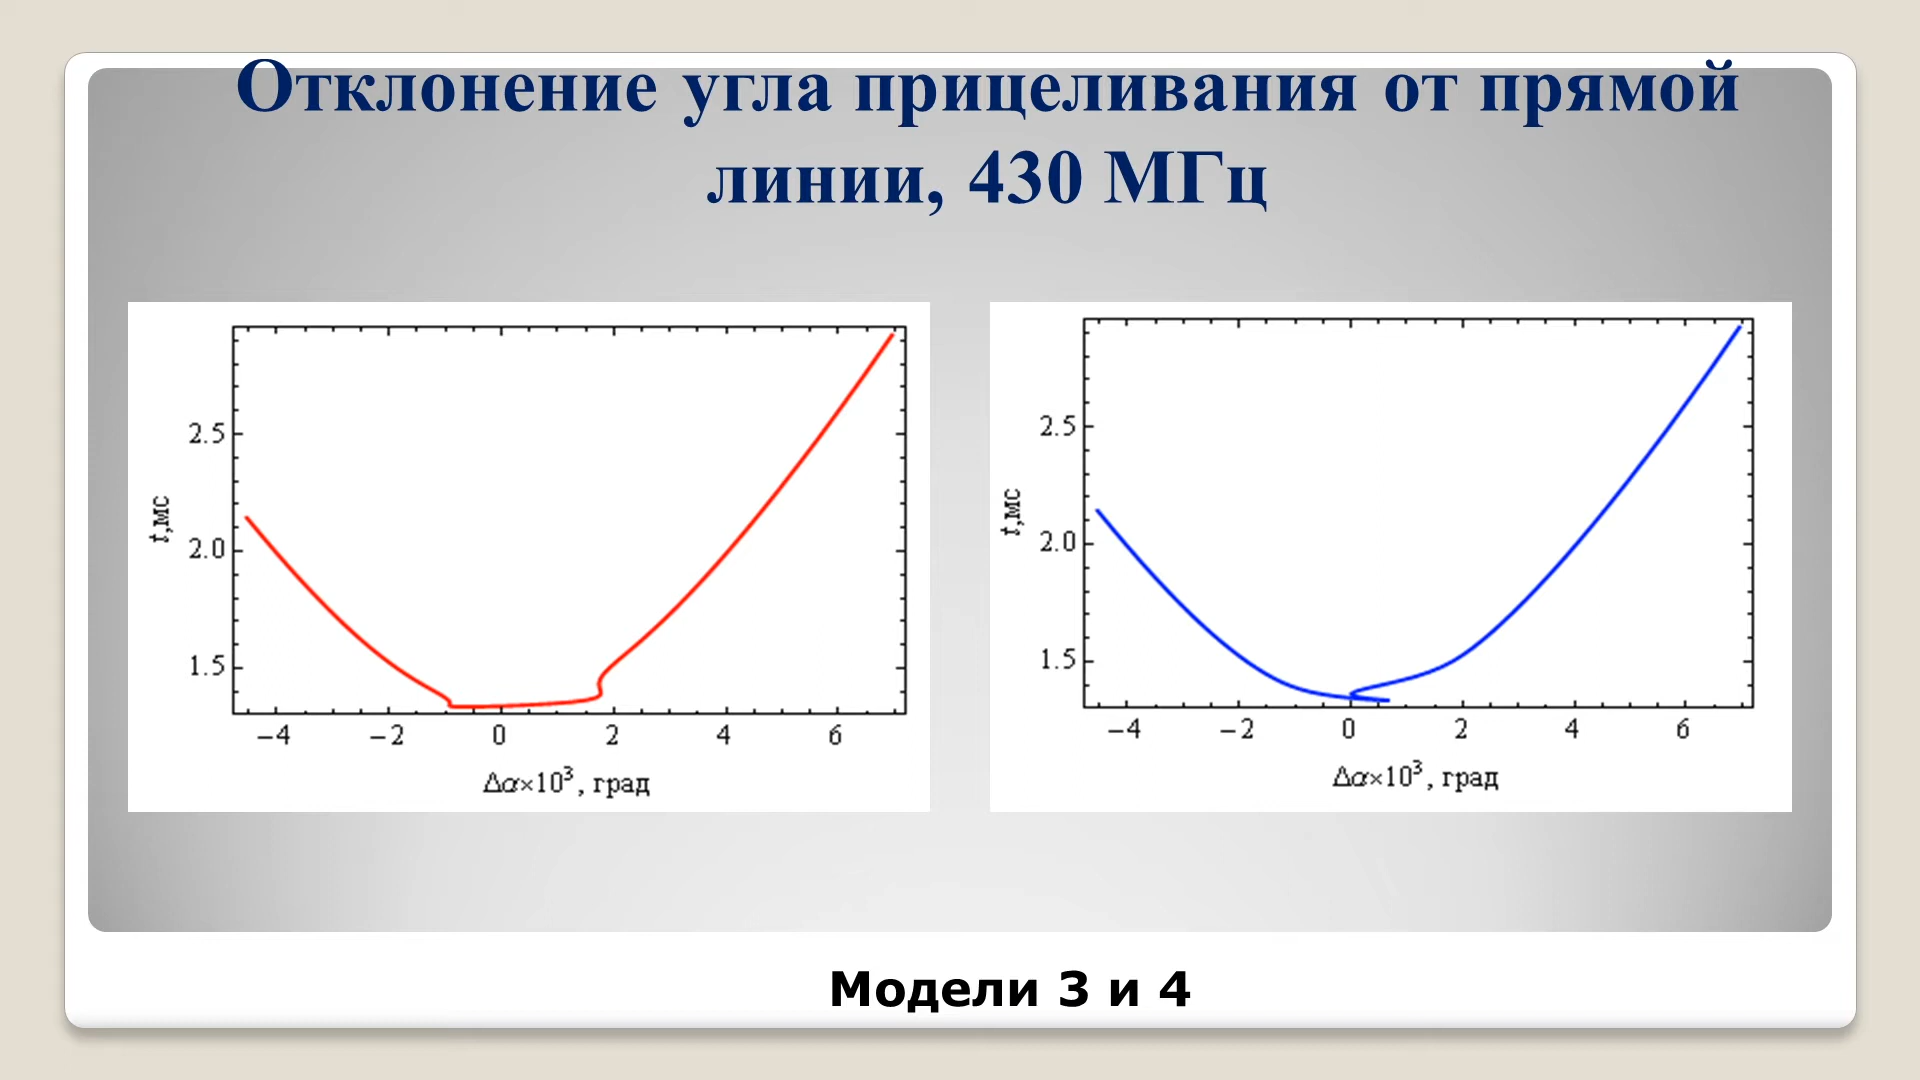 Отклонение угла прицеливания от прямой
линии, 430 МГц
2.5
2.0
1.5
t,мс
−4 −2 0 2 4 6
Δα×10³, град
2.5
2.0
1.5
t,мс
−4 −2 0 2 4 6
Δα×10³, град
Модели 3 и 4